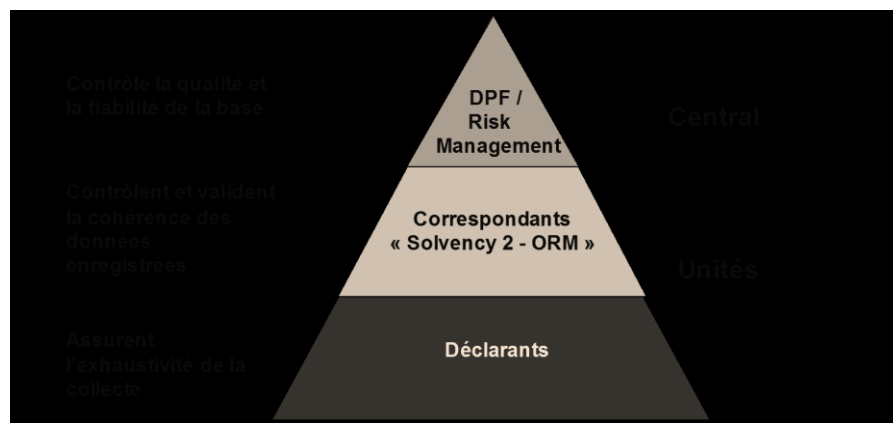 Contrôle la qualité et
la fiabilité de la base
DPF /
Risk
Management
Central
Contrôlent et valident
la cohérence des
données
enregistrées
Correspondants
« Solvency 2 - ORM »
Unités
Assurent
l'exhaustivité de la
collecte
Déclarants